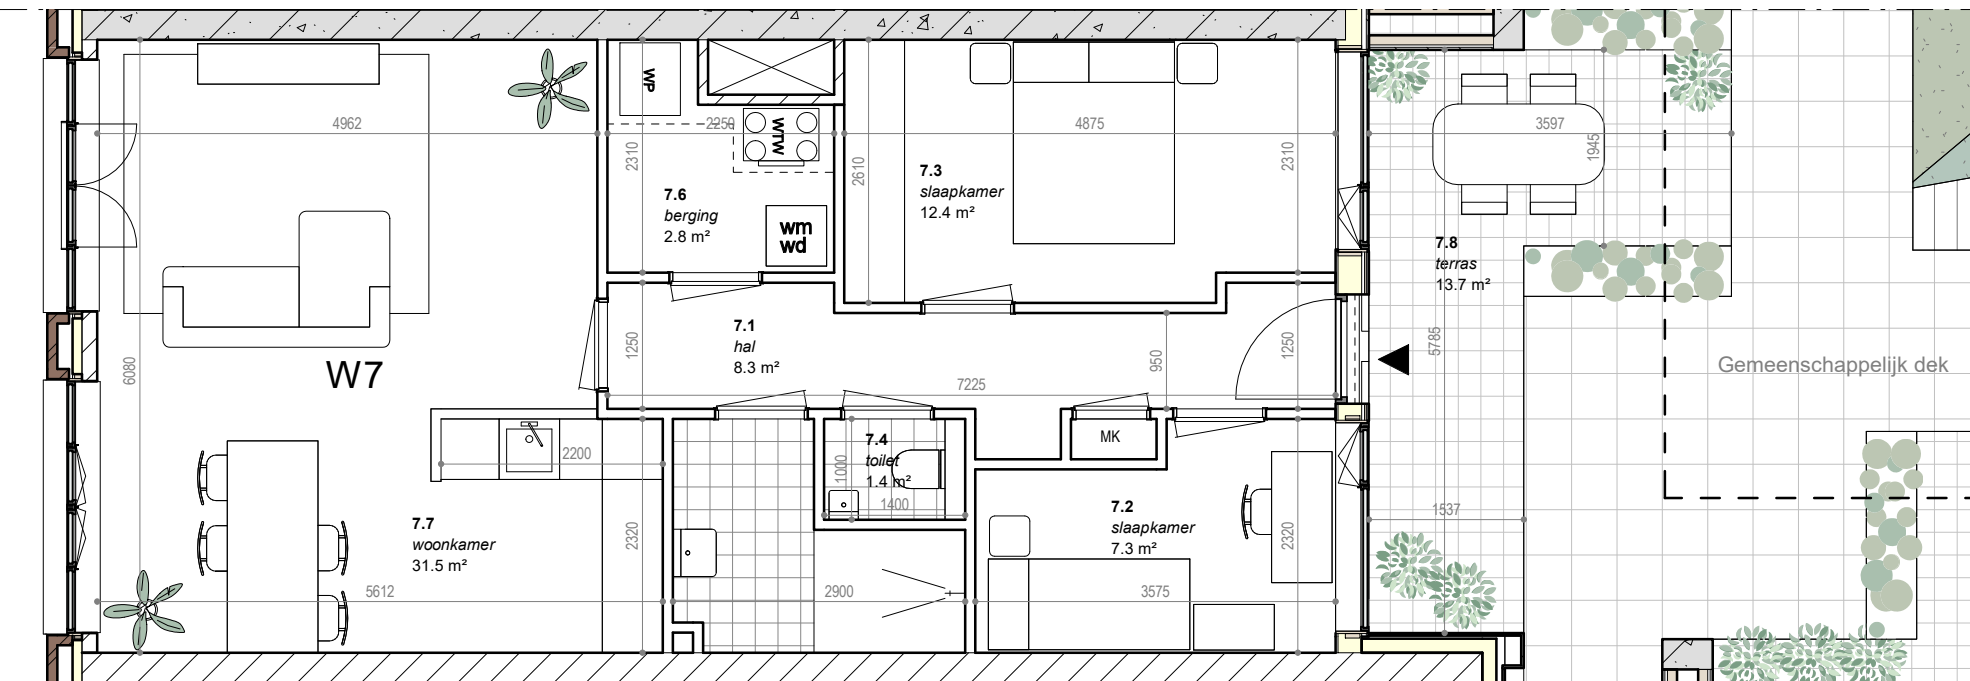 4962
2250
4875
3597
WP
WTW
2310
2610
2310
1945
7.3
slaapkamer
12.4 m²
7.6
berging
2.8 m²
wm
wd
7.8
terras
13.7 m²
7.1
hal
8.3 m²
1250
950
1250
5785
6080
W7
7225
Gemeenschappelijk dek
MK
7.4
toilet
1.4 m²
1000
1400
2200
7.7
woonkamer
31.5 m²
2320
7.2
slaapkamer
7.3 m²
2320
1537
5612
2900
3575